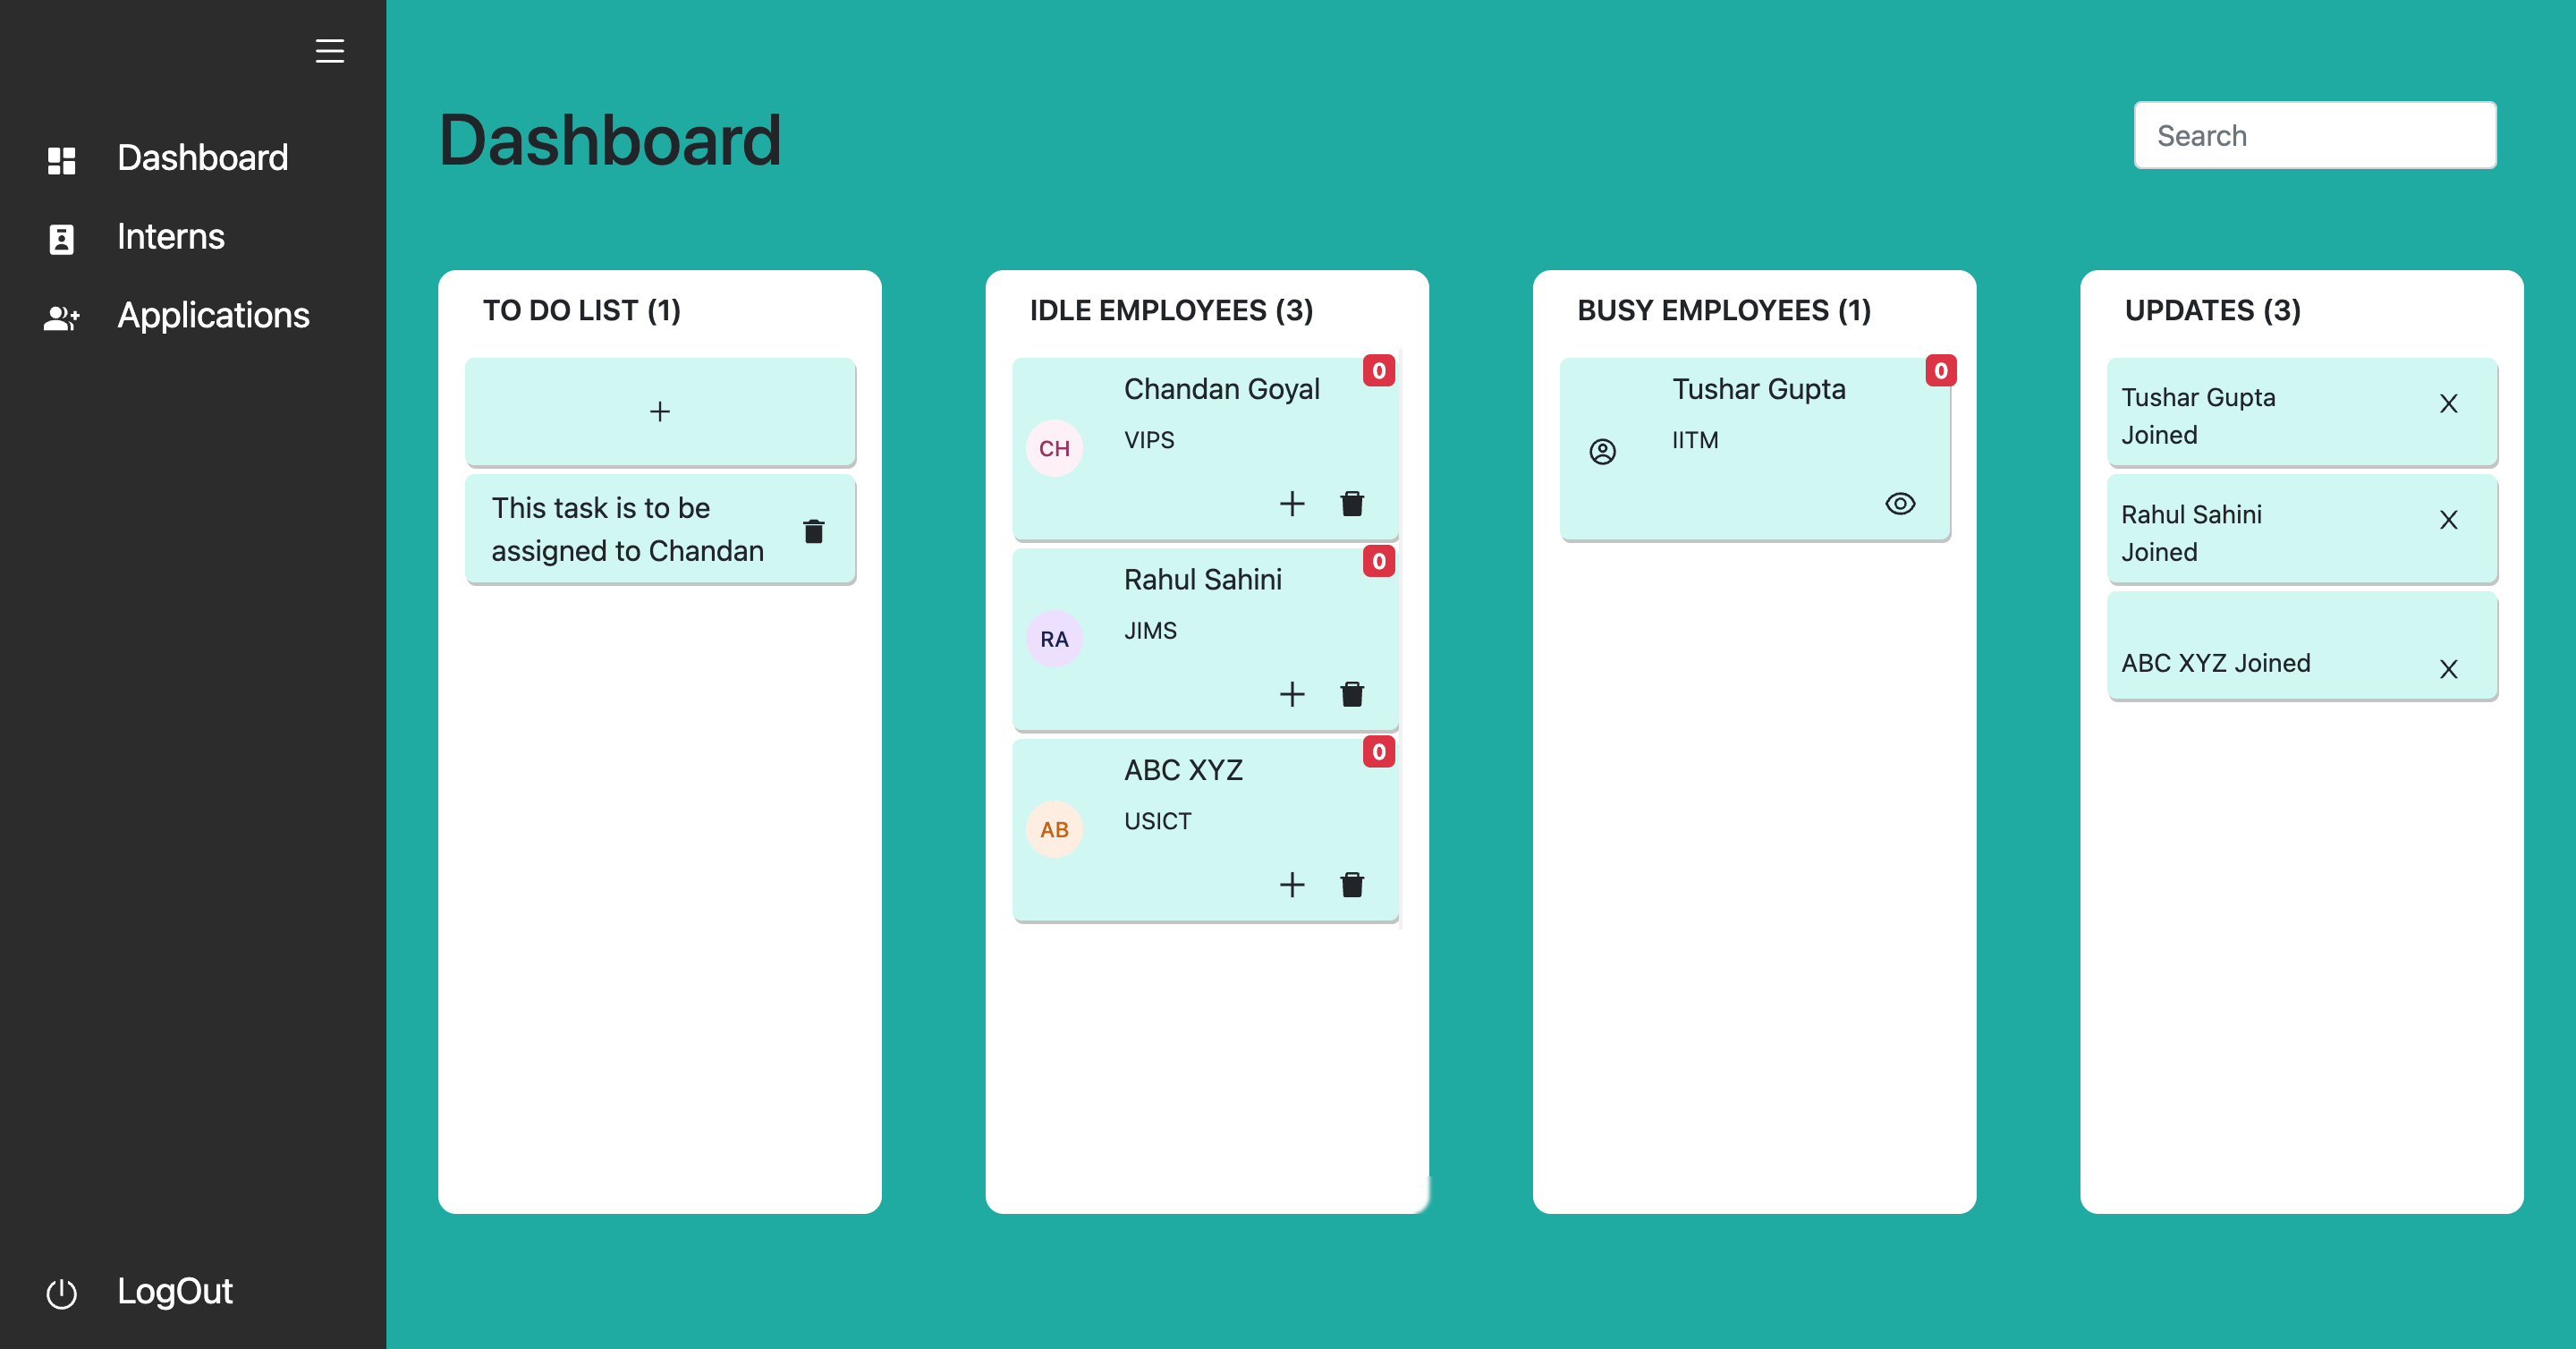 Dashboard
Interns
Applications
LogOut
Dashboard
Search
TO DO LIST (1)
+
This task is to be
assigned to Chandan
IDLE EMPLOYEES (3)
0
Chandan Goyal
CH
VIPS
0
Rahul Sahini
RA
JIMS
0
ABC XYZ
AB
USICT
BUSY EMPLOYEES (1)
0
Tushar Gupta
IITM
UPDATES (3)
Tushar Gupta
Joined
Rahul Sahini
Joined
ABC XYZ Joined